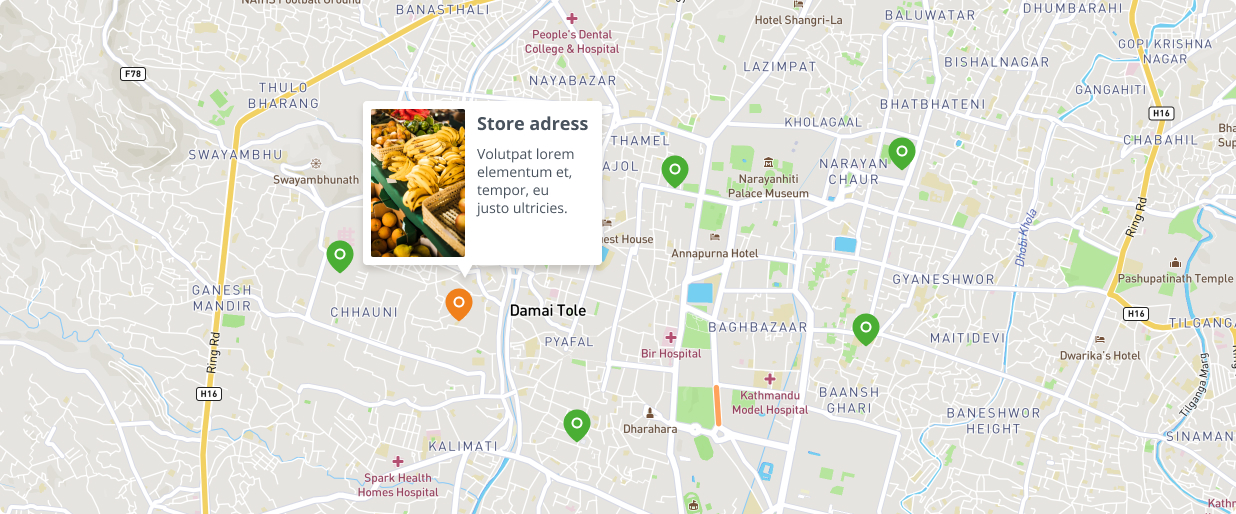 NAHIS Football Ground
BANASTHALI
People's Dental
College & Hospital
Hotel Shangri-La
BALUWATAR
DHUMBARAHI
GOPI KRISHNA
NAGAR
F78
THULO
BHARANG
NAYABAZAR
LAZIMPAT
BISHALNAGAR
GANGAHITI
BHATBHATENI
H16
SWAYAMBHU
Swayambhunath
Store adress
Volutpat lorem
elementum et,
tempor, eu
justo ultricies.
THAMEL
AJOL
KHOLAGAAL
CHABAHIL
Bha
Sup
Narayanhiti
Palace Museum
NARAYAN
CHAUR
est House
Annapurna Hotel
Dhobi Khola
Ring Rd
Pashupatinath Temple
GYANESHWOR
GANESH
MANDIR
CHHAUNI
Damai Tole
PYAFAL
BAGHBAZAAR
Bir Hospital
MAITIDEVI
H16
TILGANGA
Dwarika's Hotel
Ring Rd
H16
Kathmandu
Model Hospital
BAANSH
GHARI
Tilganga Marg
Dharahara
BANESHWOR
HEIGHT
SINAMAN
KALIMATI
Spark Health
Homes Hospital
Kathm